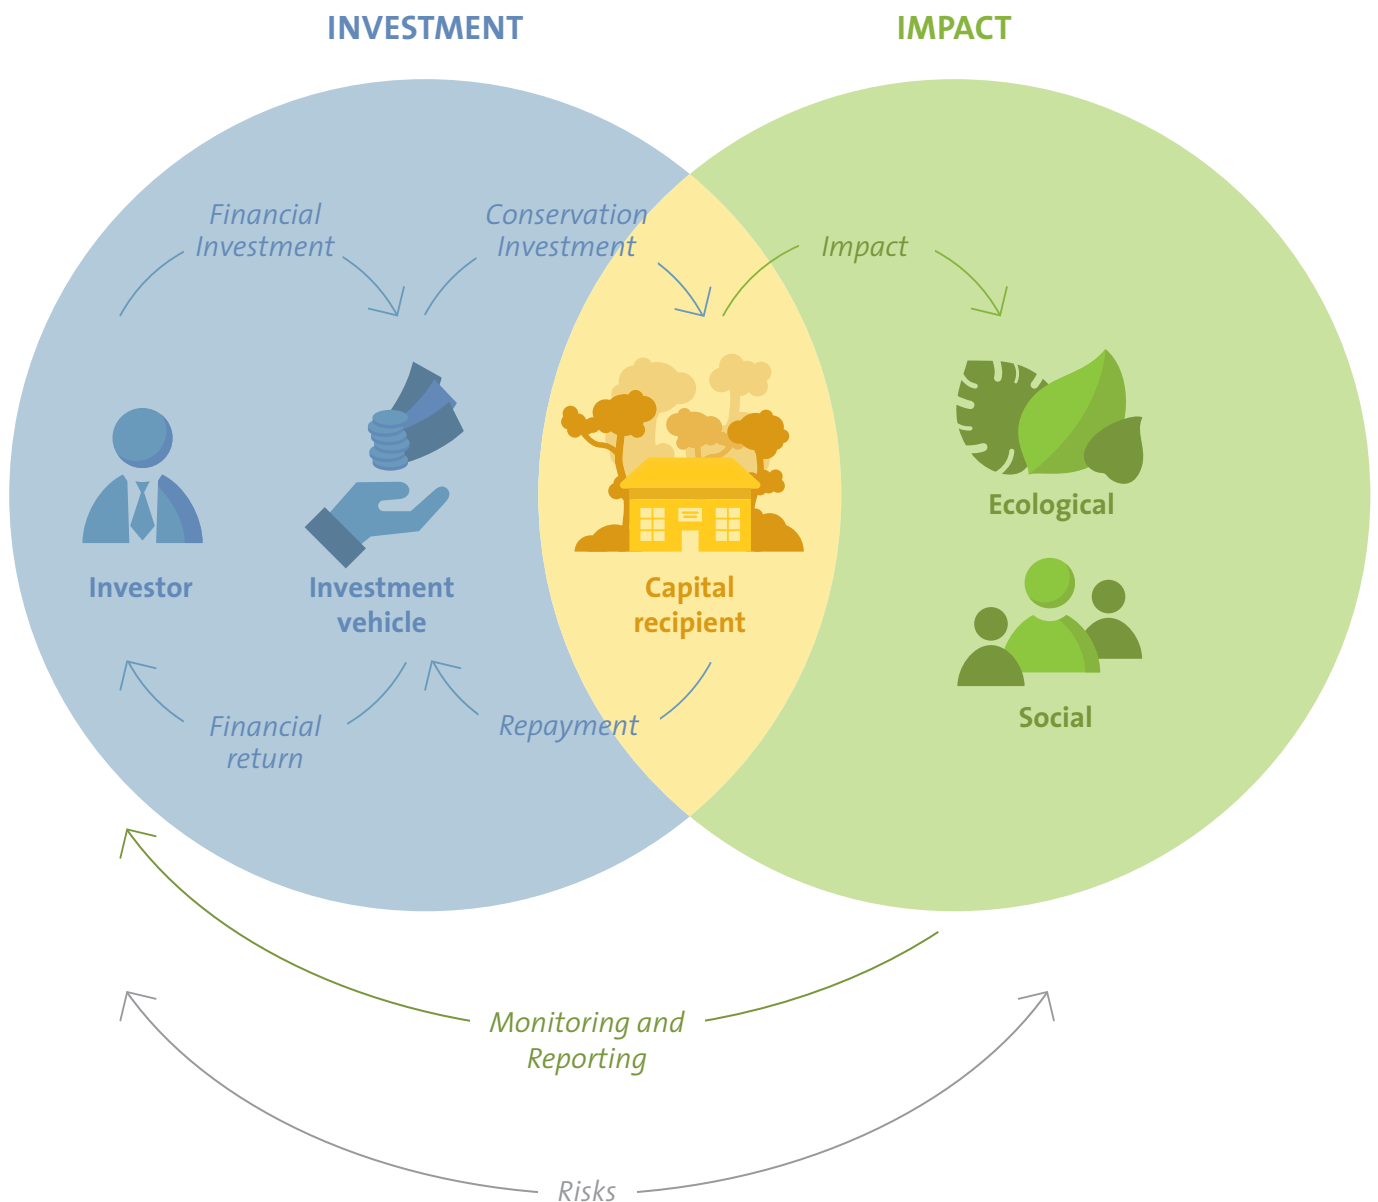 INVESTMENT
IMPACT
Financial
Investment
Conservation
Investment
Impact
Investor
Investment
vehicle
Capital
recipient
Ecological
Social
Financial
return
Repayment
Monitoring and
Reporting
Risks